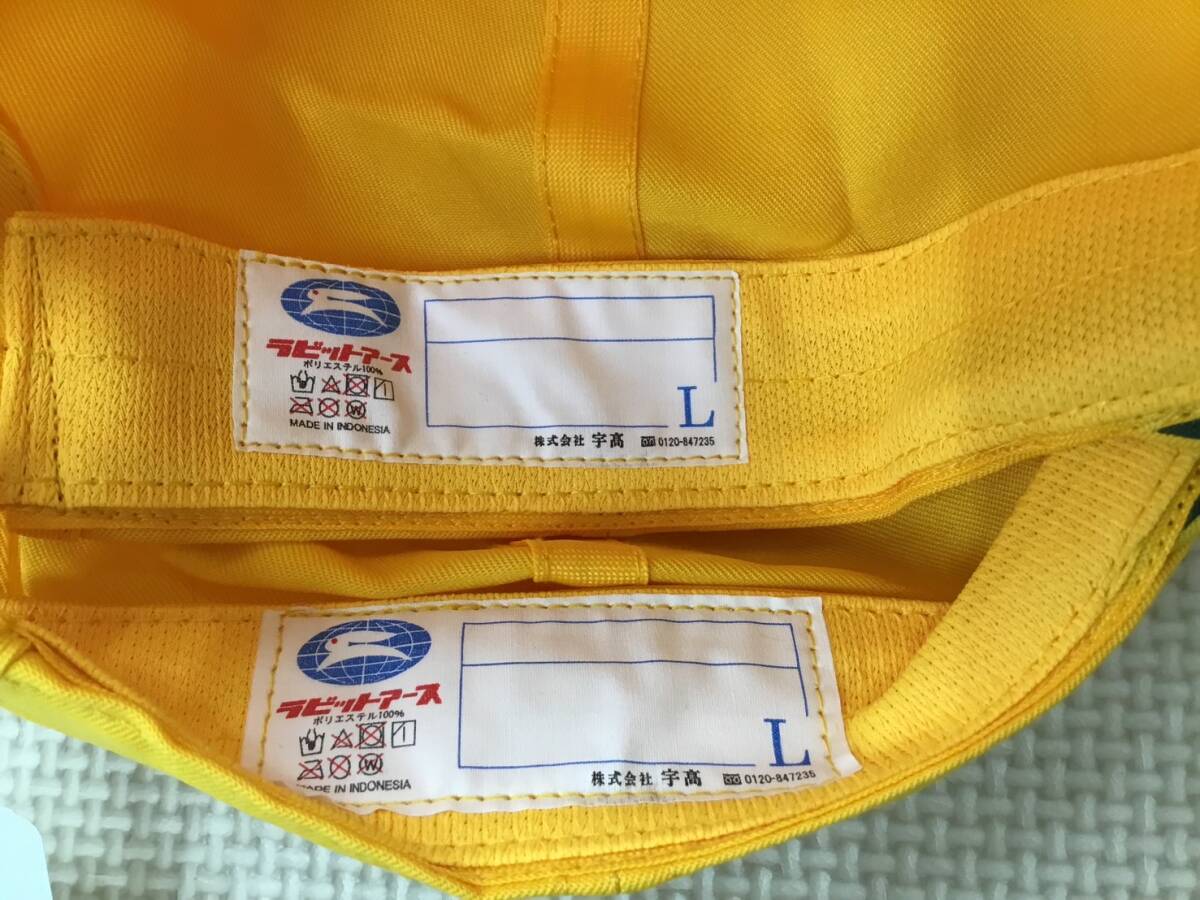 ラビットアース
ポリエステル100%
MADE IN INDONESIA
L
株式会社 宇高 0120-847235
ラビットアース
ポリエステル100%
W
MADE IN INDONESIA
L
株式会社 宇高 0120-847235